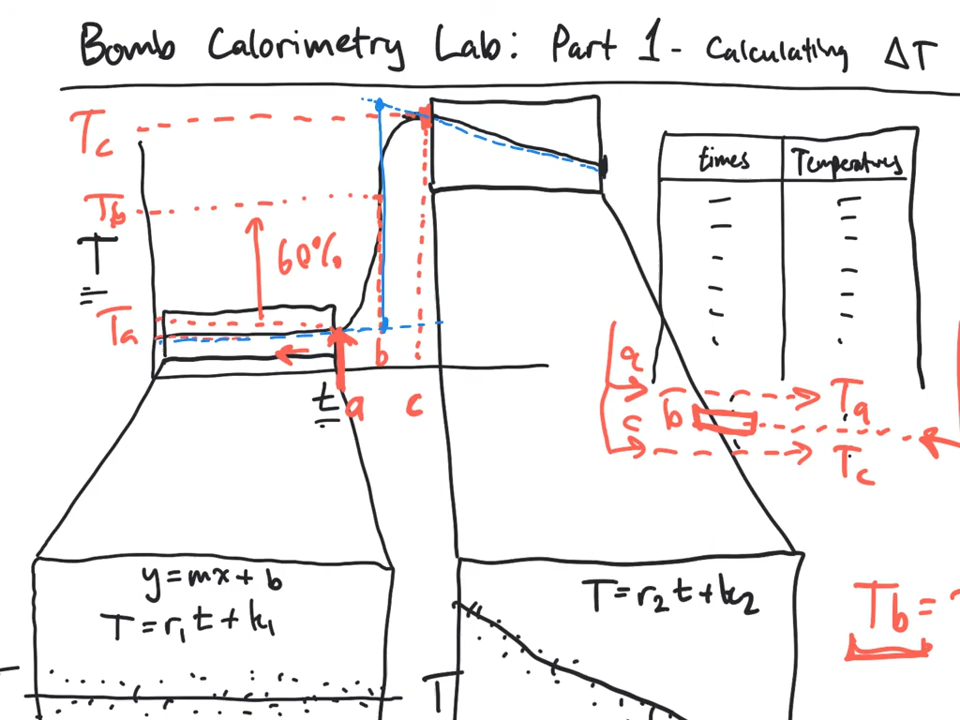 Bomb Calorimetry Lab: Part 1 - Calculating ΔT
Tc
Tb
T
60%
Ta
b
t a
c
times Temperatures
a
Ta
b
c
Tc
y = mx + b
T = r₁t + k₁
T = r₂t + k₂
Tb =
T